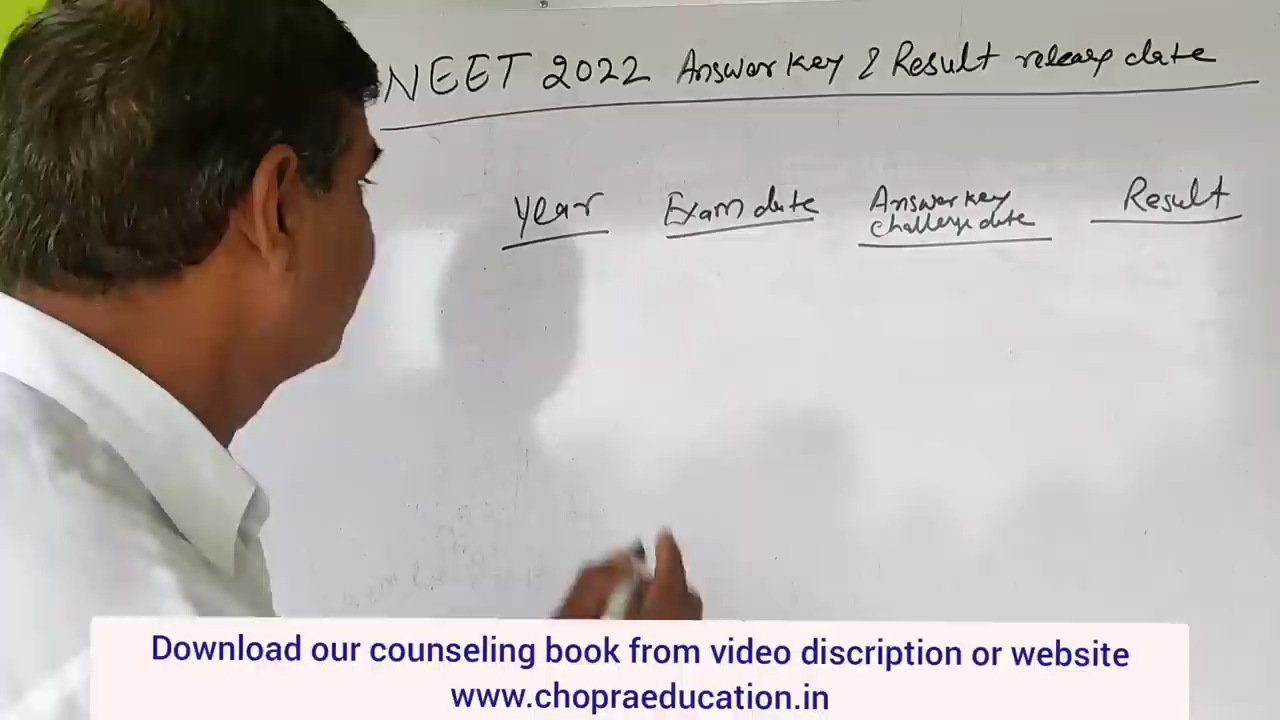 NEET 2022 Answer key & Result release date
Year Exam date Answer key challenge date Result
Download our counseling book from video discription or website
www.chopraeducation.in